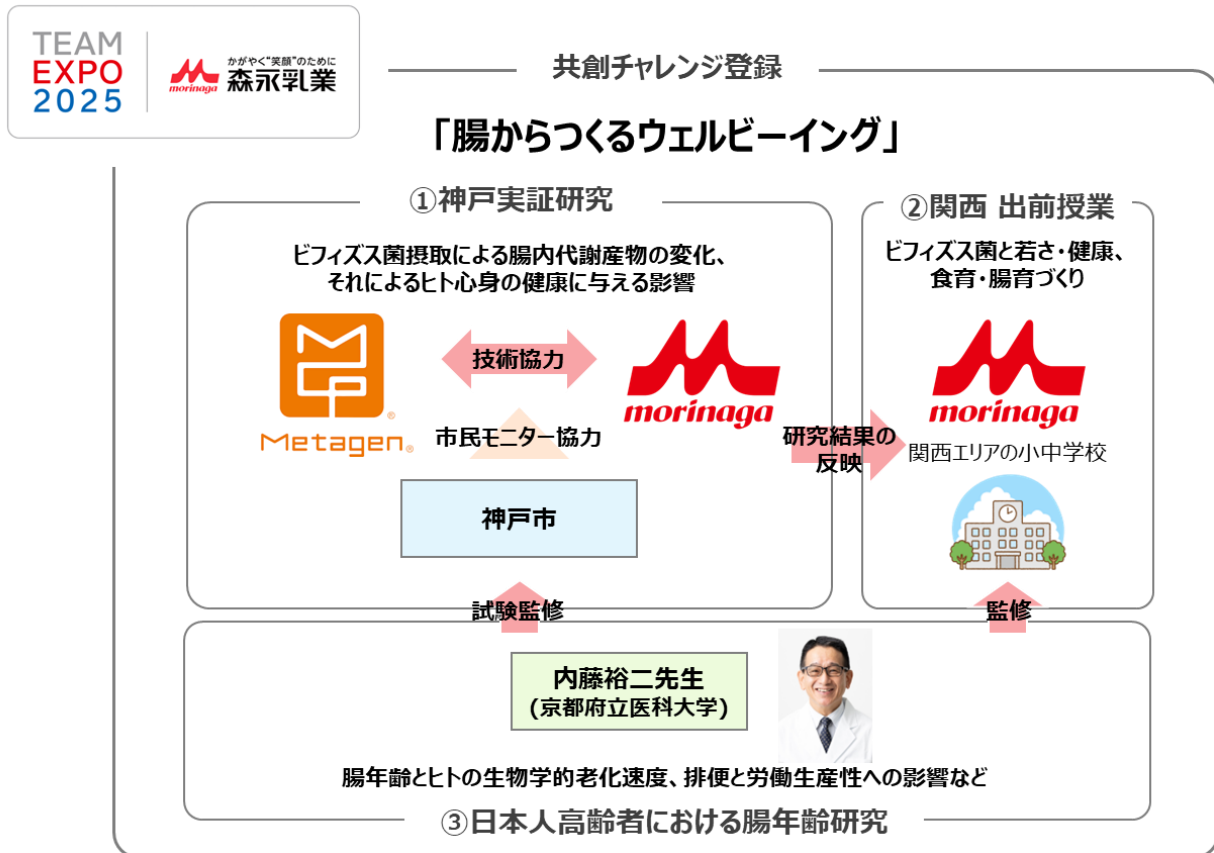 TEAM
EXPO
2025
かがやく“笑顔”のために
森永乳業
morinaga
共創チャレンジ登録
「腸からつくるウェルビーイング」
①神戸実証研究
ビフィズス菌摂取による腸内代謝産物の変化、
それによるヒト心身の健康に与える影響
Metagen®
技術協力
morinaga
市民モニター協力
神戸市
研究結果の
反映
②関西 出前授業
ビフィズス菌と若さ・健康、
食育・腸育づくり
morinaga
関西エリアの小中学校
試験監修
監修
内藤裕二先生
(京都府立医科大学)
腸年齢とヒトの生物学的老化速度、排便と労働生産性への影響など
③日本人高齢者における腸年齢研究